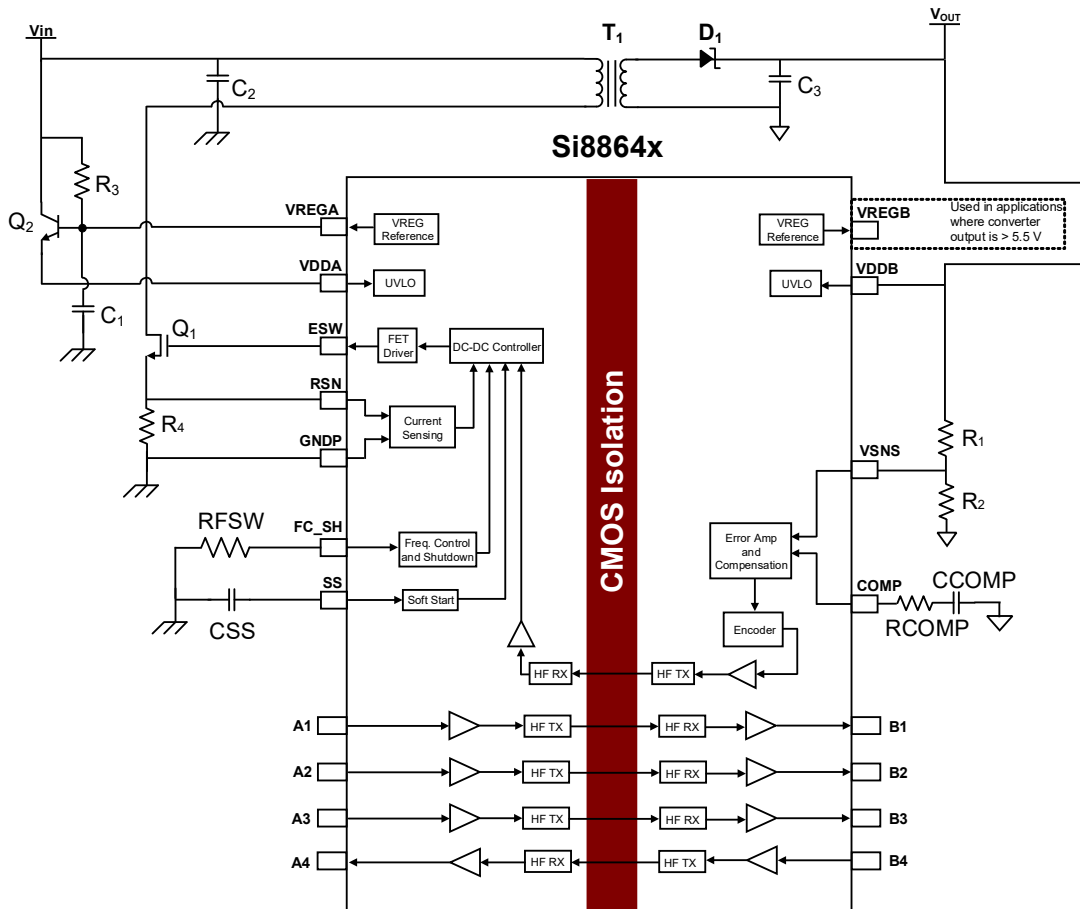 Vin
VOUT
T1
D1
C2
C3
Si8864x
R3
Q2
VREGA
VREG
Reference
VREG
Reference
VREGB
Used in applications
where converter
output is > 5.5 V
VDDA
UVLO
UVLO
VDDB
C1
Q1
ESW
FET
Driver
DC-DC Controller
RSN
R4
Current
Sensing
GNDP
CMOS Isolation
R1
VSNS
R2
RFSW
FC_SH
Freq. Control
and Shutdown
Error Amp
and
Compensation
SS
Soft Start
CSS
COMP
CCOMP
RCOMP
Encoder
HF RX
HF TX
A1
HF TX
HF RX
B1
A2
HF TX
HF RX
B2
A3
HF TX
HF RX
B3
A4
HF RX
HF TX
B4